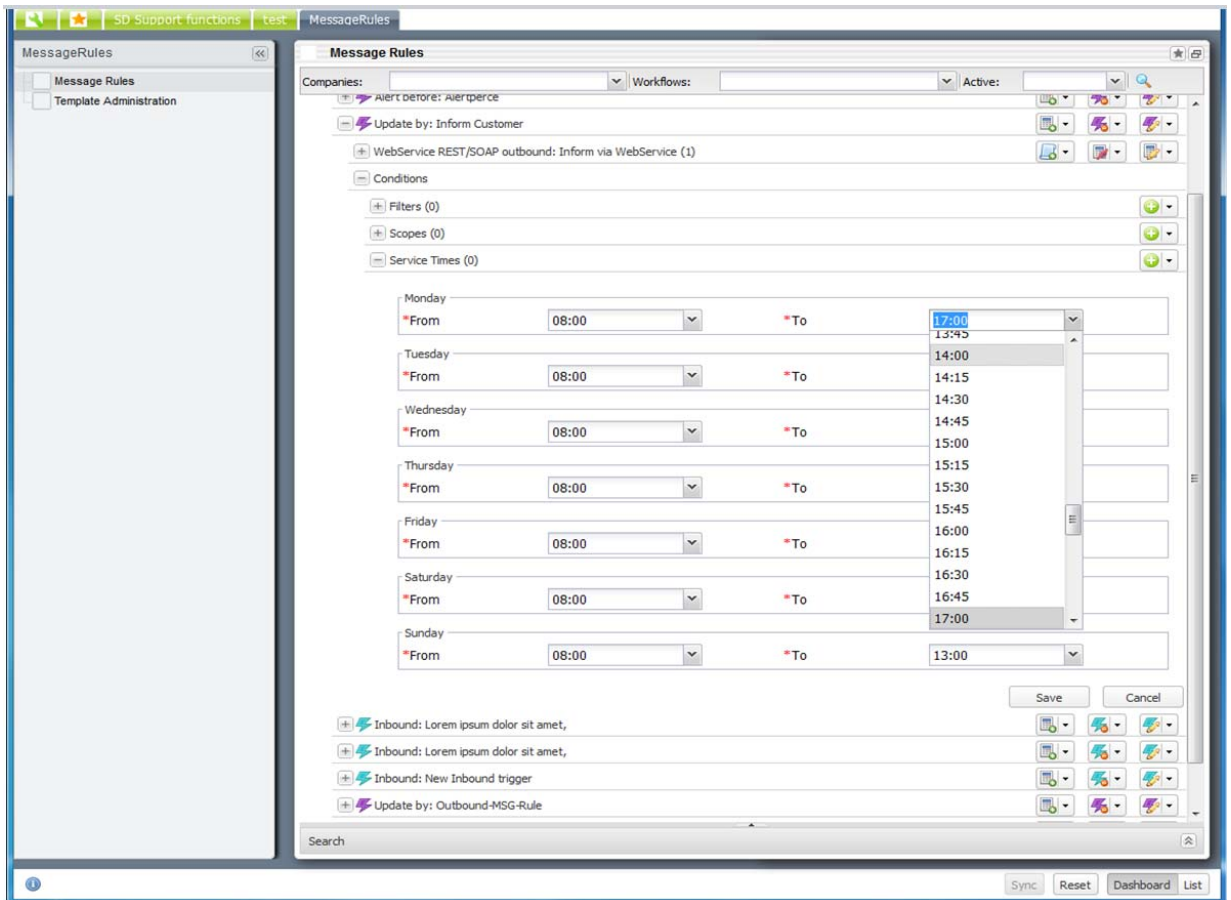 SD Support functions test MessageRules
MessageRules
Message Rules
Template Administration
Message Rules
Companies: Workflows: Active:
Alert before: Alertperce
Update by: Inform Customer
WebService REST/SOAP outbound: Inform via WebService (1)
Conditions
Filters (0)
Scopes (0)
Service Times (0)
Monday
*From 08:00 *To 17:00
13:45
Tuesday
14:00
*From 08:00 *To
14:15
14:30
Wednesday
14:45
*From 08:00 *To
15:00
Thursday
15:15
*From 08:00 *To
15:30
15:45
Friday
16:00
*From 08:00 *To
16:15
Saturday
16:30
*From 08:00 *To
16:45
17:00
Sunday
*From 08:00 *To 13:00
Save Cancel
Inbound: Lorem ipsum dolor sit amet,
Inbound: Lorem ipsum dolor sit amet,
Inbound: New Inbound trigger
Update by: Outbound-MSG-Rule
Search
Sync Reset Dashboard List